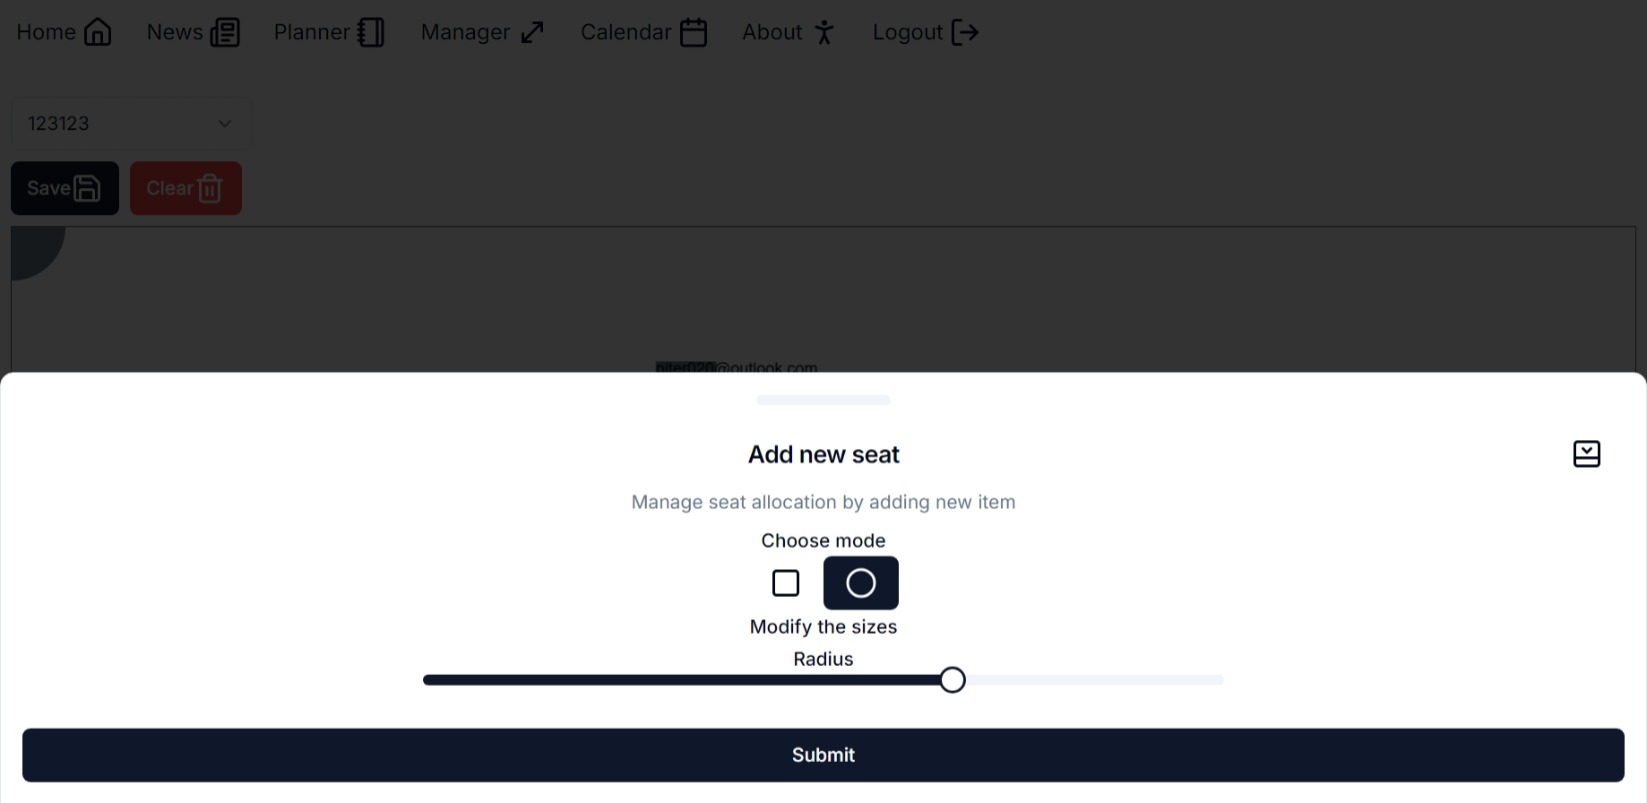 Home News Planner Manager Calendar About Logout
123123
Save Clear
piter020@outlook.com
Add new seat
Manage seat allocation by adding new item
Choose mode
Modify the sizes
Radius
Submit